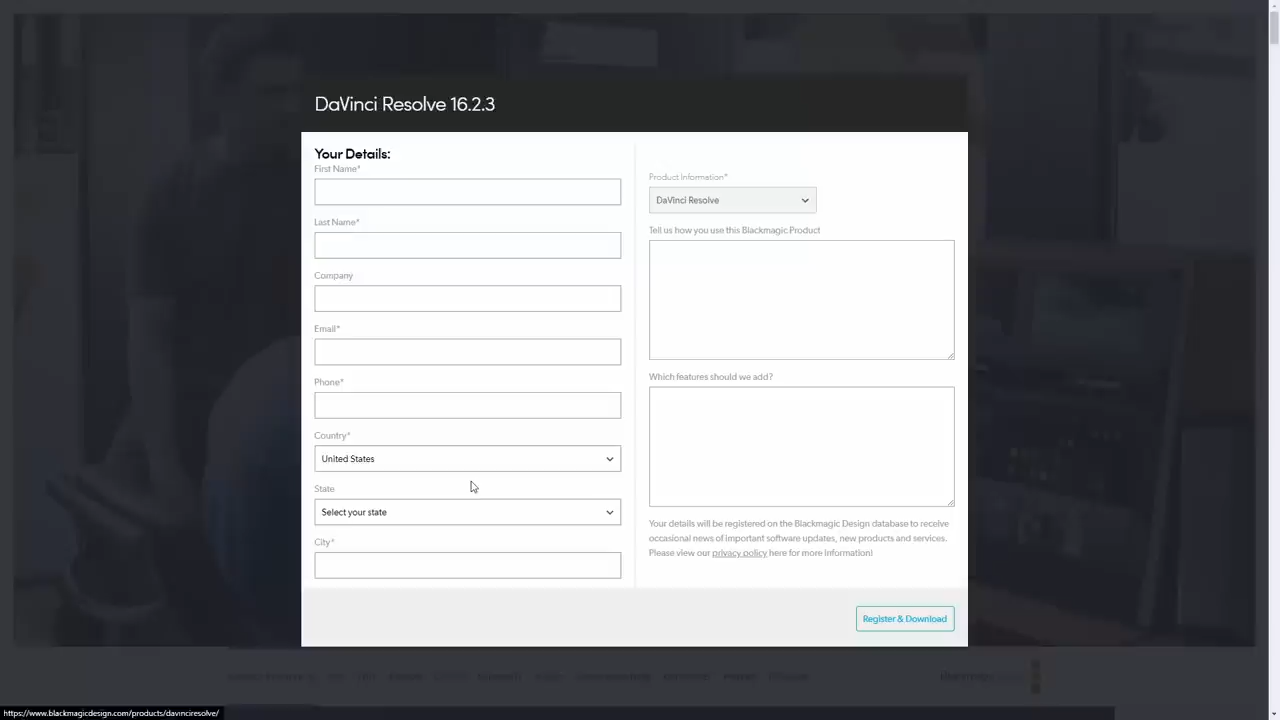 DaVinci Resolve 16.2.3
Your Details:
First Name*
Last Name*
Company
Email*
Phone*
Country*
United States
State
Select your state
City*
Product Information*
DaVinci Resolve
Tell us how you use this Blackmagic Product
Which features should we add?
Your details will be registered on the Blackmagic Design database to receive
occasional news of important software updates, new products and services.
Please view our privacy policy here for more information!
Register & Download
https://www.blackmagicdesign.com/products/davinciresolve/